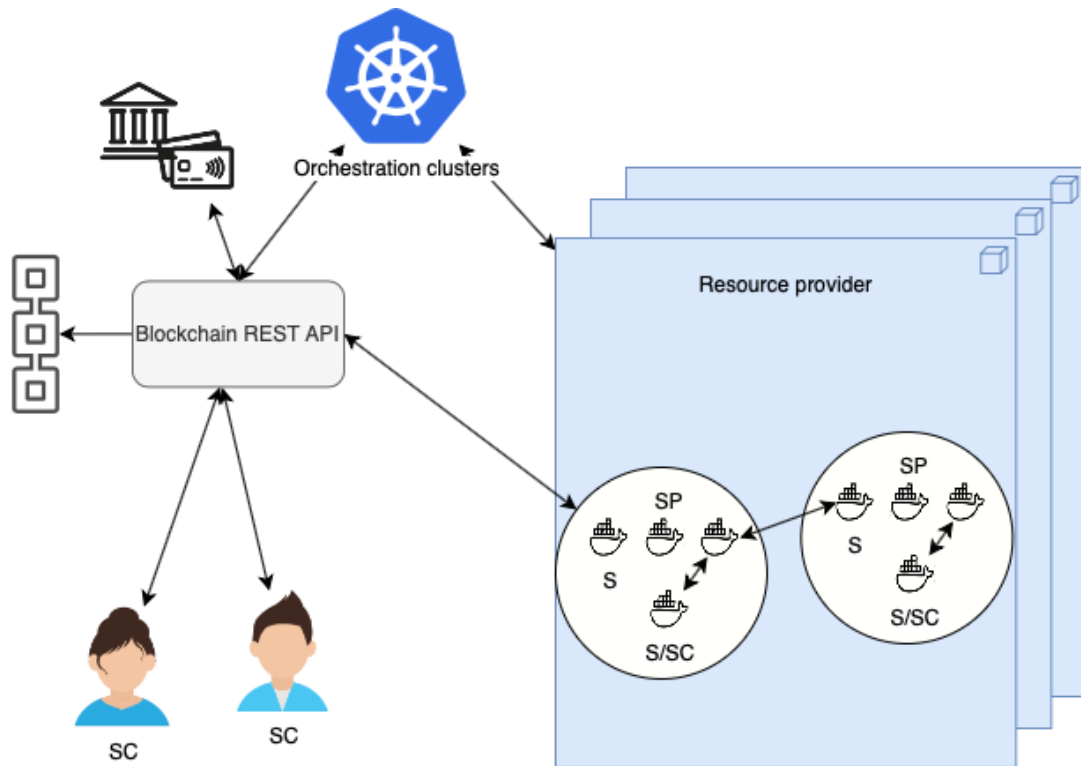 Orchestration clusters
Resource provider
Blockchain REST API
SP
S
S/SC
SP
S
S/SC
SC
SC